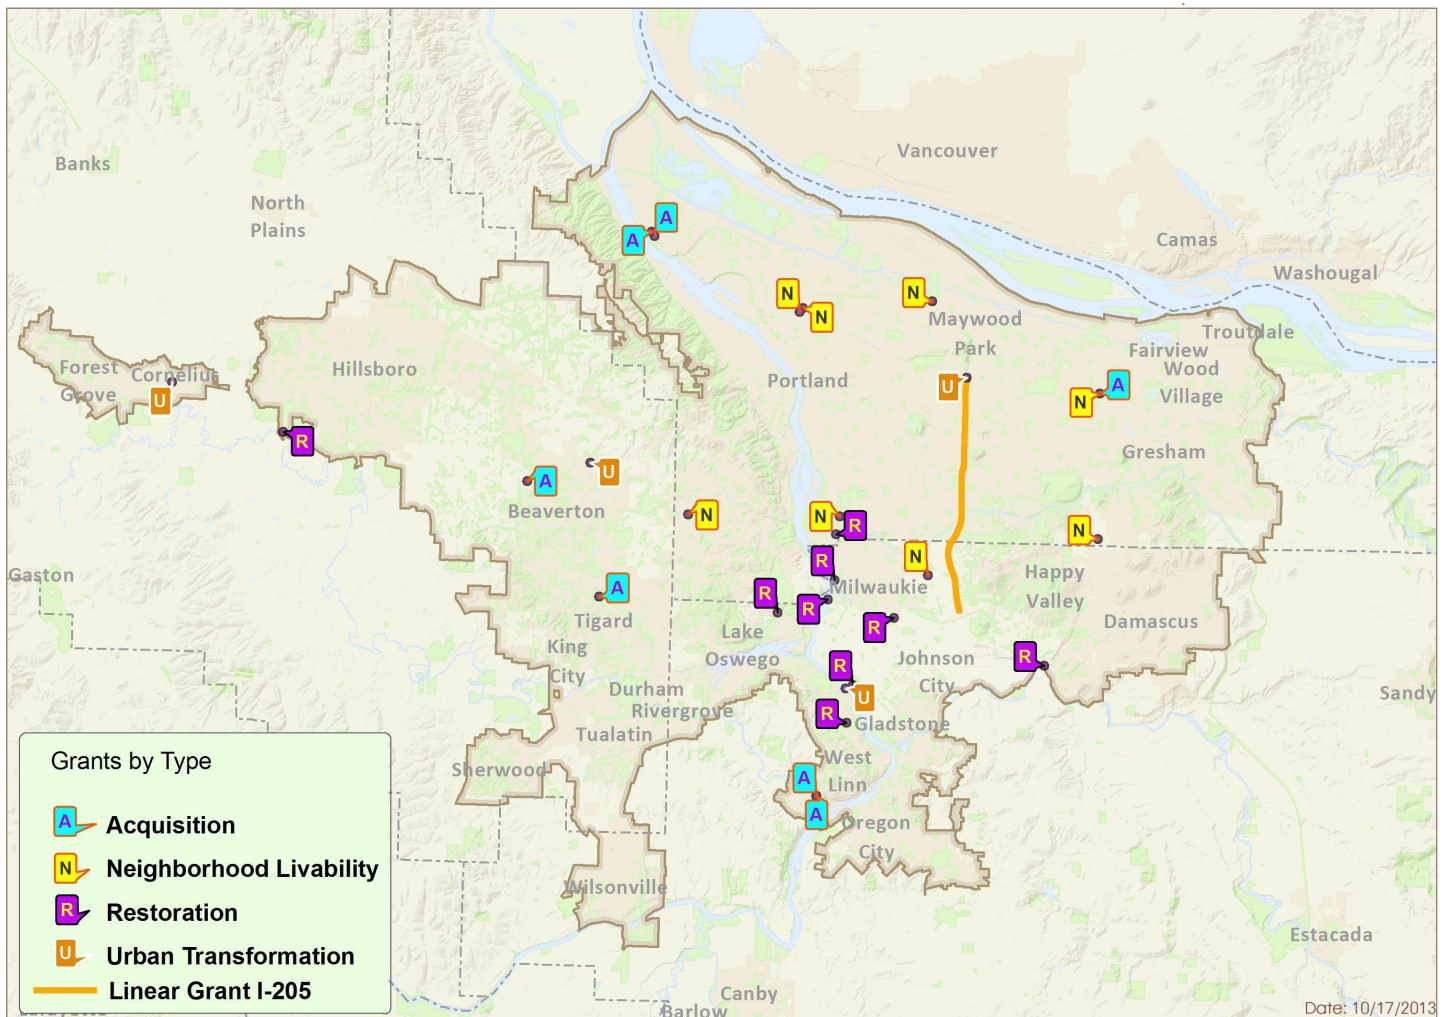 Vancouver
Banks
North
Plains
A
A
Camas
Washougal
N
N
N
Maywood
Park
Troutdale
Fairview
Wood
Village
Forest
Grove
Cornelius
Hillsboro
Portland
U
U
N
A
R
Gresham
A
U
Beaverton
N
N
R
N
N
R
Gaston
A
R
R
Milwaukie
Happy
Valley
Tigard
R
Damascus
King
City
Lake
Oswego
Johnson
City
R
R
Durham
Rivergrove
U
Sandy
Tualatin
R
Gladstone
Sherwood
West
Linn
A
A
Oregon
City
Wilsonville
Estacada
Canby
Barlow
Grants by Type
A Acquisition
N Neighborhood Livability
R Restoration
U Urban Transformation
Linear Grant I-205
Date: 10/17/2013